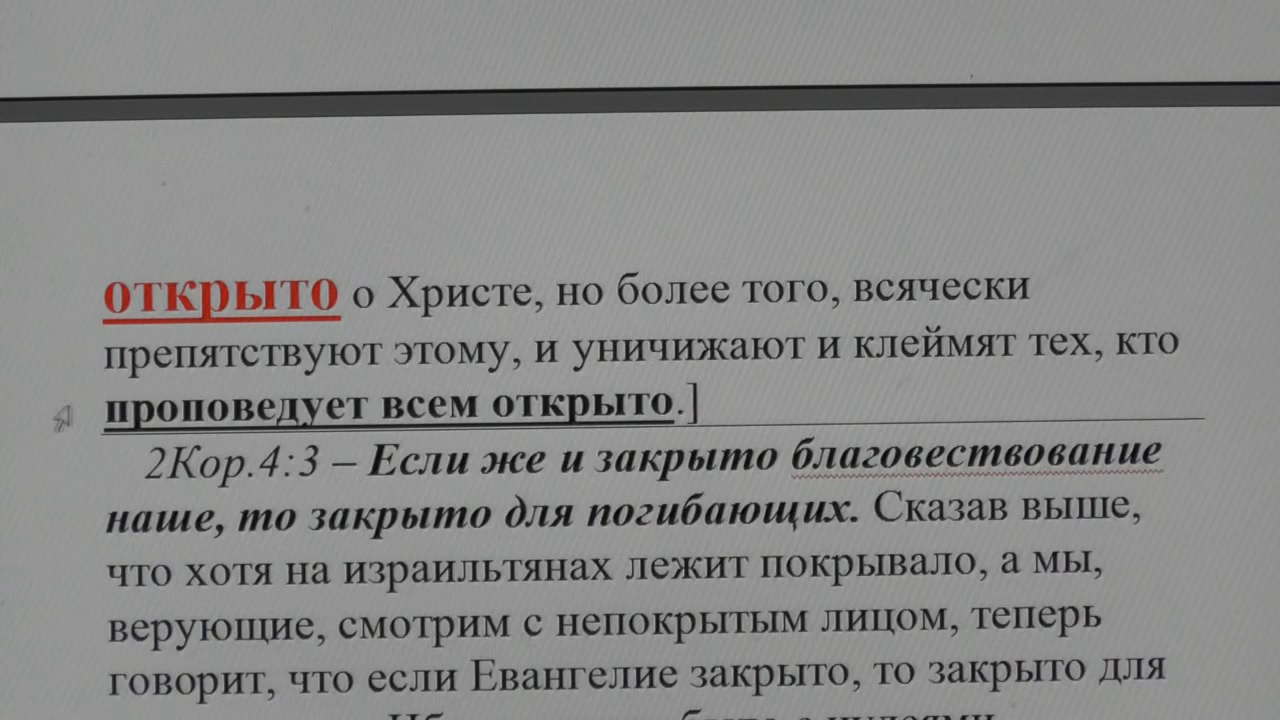 открыто о Христе, но более того, всячески
препятствуют этому, и уничижают и клеймят тех, кто
проповедует всем открыто.]
2Кор.4:3 – Если же и закрыто благовествование
наше, то закрыто для погибающих. Сказав выше,
что хотя на израильтянах лежит покрывало, а мы,
верующие, смотрим с непокрытым лицом, теперь
говорит, что если Евангелие закрыто, то закрыто для